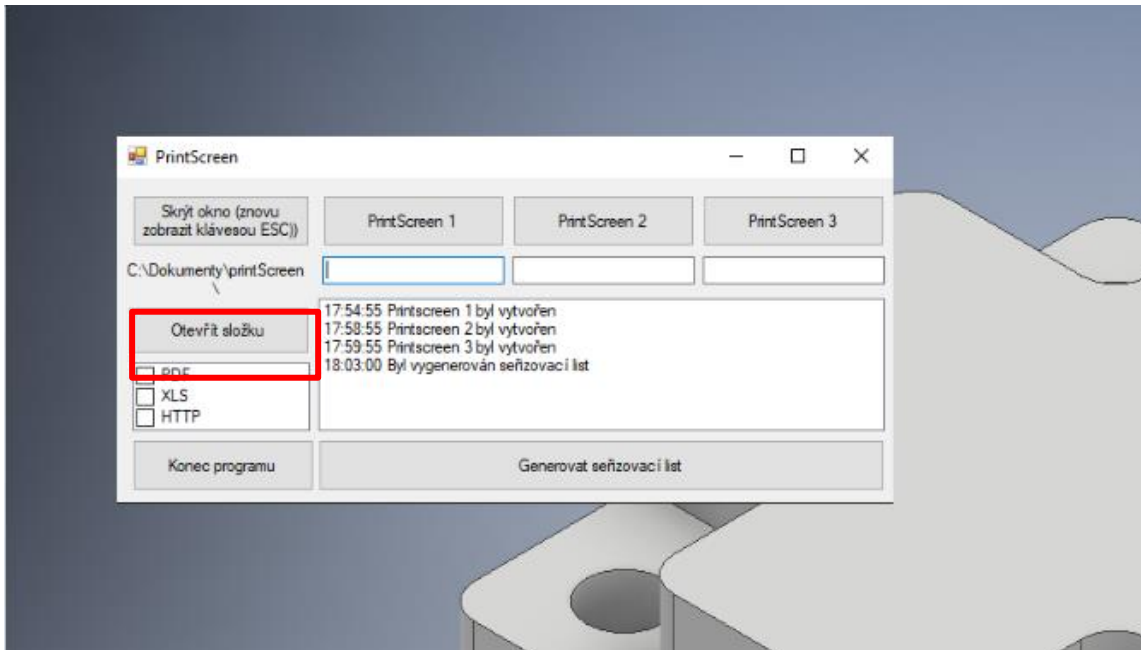 PrintScreen
Skrýt okno (znovu
zobrazit klávesou ESC))
PrintScreen 1
PrintScreen 2
PrintScreen 3
C:\Dokumenty\printScreen
\
Otevřít složku
17:54:55 Printscreen 1 byl vytvořen
17:58:55 Printscreen 2 byl vytvořen
17:59:55 Printscreen 3 byl vytvořen
18:03:00 Byl vygenerován seřizovací list
PDF
XLS
HTTP
Konec programu
Generovat seřizovací list